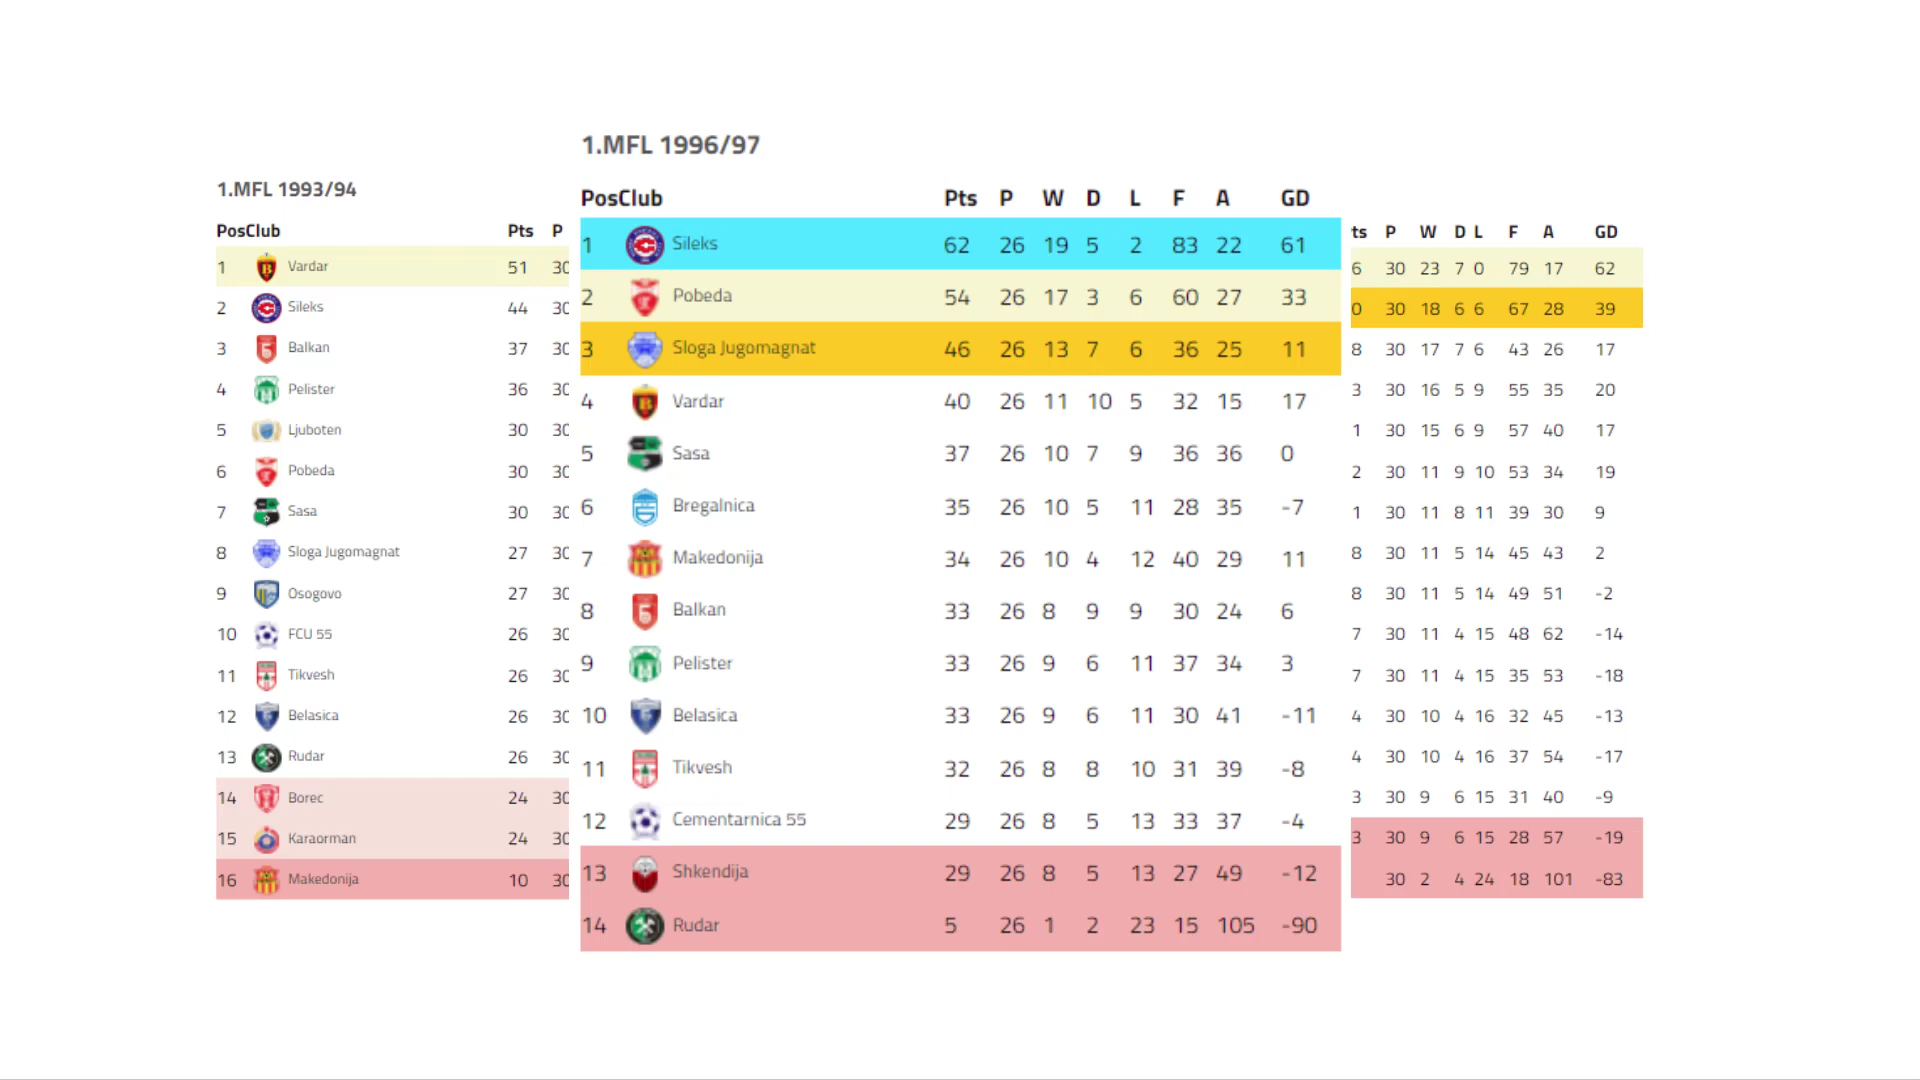 1.MFL 1993/94
PosClub Pts P
1 Vardar 51 30
2 Sileks 44 30
3 Balkan 37 30
4 Pelister 36 30
5 Ljuboten 30 30
6 Pobeda 30 30
7 Sasa 30 30
8 Sloga Jugomagnat 27 30
9 Osogovo 27 30
10 FCU 55 26 30
11 Tikvesh 26 30
12 Belasica 26 30
13 Rudar 26 30
14 Borec 24 30
15 Karaorman 24 30
16 Makedonija 10 30
1.MFL 1996/97
PosClub Pts P W D L F A GD
1 Sileks 62 26 19 5 2 83 22 61
2 Pobeda 54 26 17 3 6 60 27 33
3 Sloga Jugomagnat 46 26 13 7 6 36 25 11
4 Vardar 40 26 11 10 5 32 15 17
5 Sasa 37 26 10 7 9 36 36 0
6 Bregalnica 35 26 10 5 11 28 35 -7
7 Makedonija 34 26 10 4 12 40 29 11
8 Balkan 33 26 8 9 9 30 24 6
9 Pelister 33 26 9 6 11 37 34 3
10 Belasica 33 26 9 6 11 30 41 -11
11 Tikvesh 32 26 8 8 10 31 39 -8
12 Cementarnica 55 29 26 8 5 13 33 37 -4
13 Shkendija 29 26 8 5 13 27 49 -12
14 Rudar 5 26 1 2 23 15 105 -90
ts P W D L F A GD
6 30 23 7 0 79 17 62
0 30 18 6 6 67 28 39
8 30 17 7 6 43 26 17
3 30 16 5 9 55 35 20
1 30 15 6 9 57 40 17
2 30 11 9 10 53 34 19
1 30 11 8 11 39 30 9
8 30 11 5 14 45 43 2
8 30 11 5 14 49 51 -2
7 30 11 4 15 48 62 -14
7 30 11 4 15 35 53 -18
4 30 10 4 16 32 45 -13
4 30 10 4 16 37 54 -17
3 30 9 6 15 31 40 -9
3 30 9 6 15 28 57 -19
30 2 4 24 18 101 -83